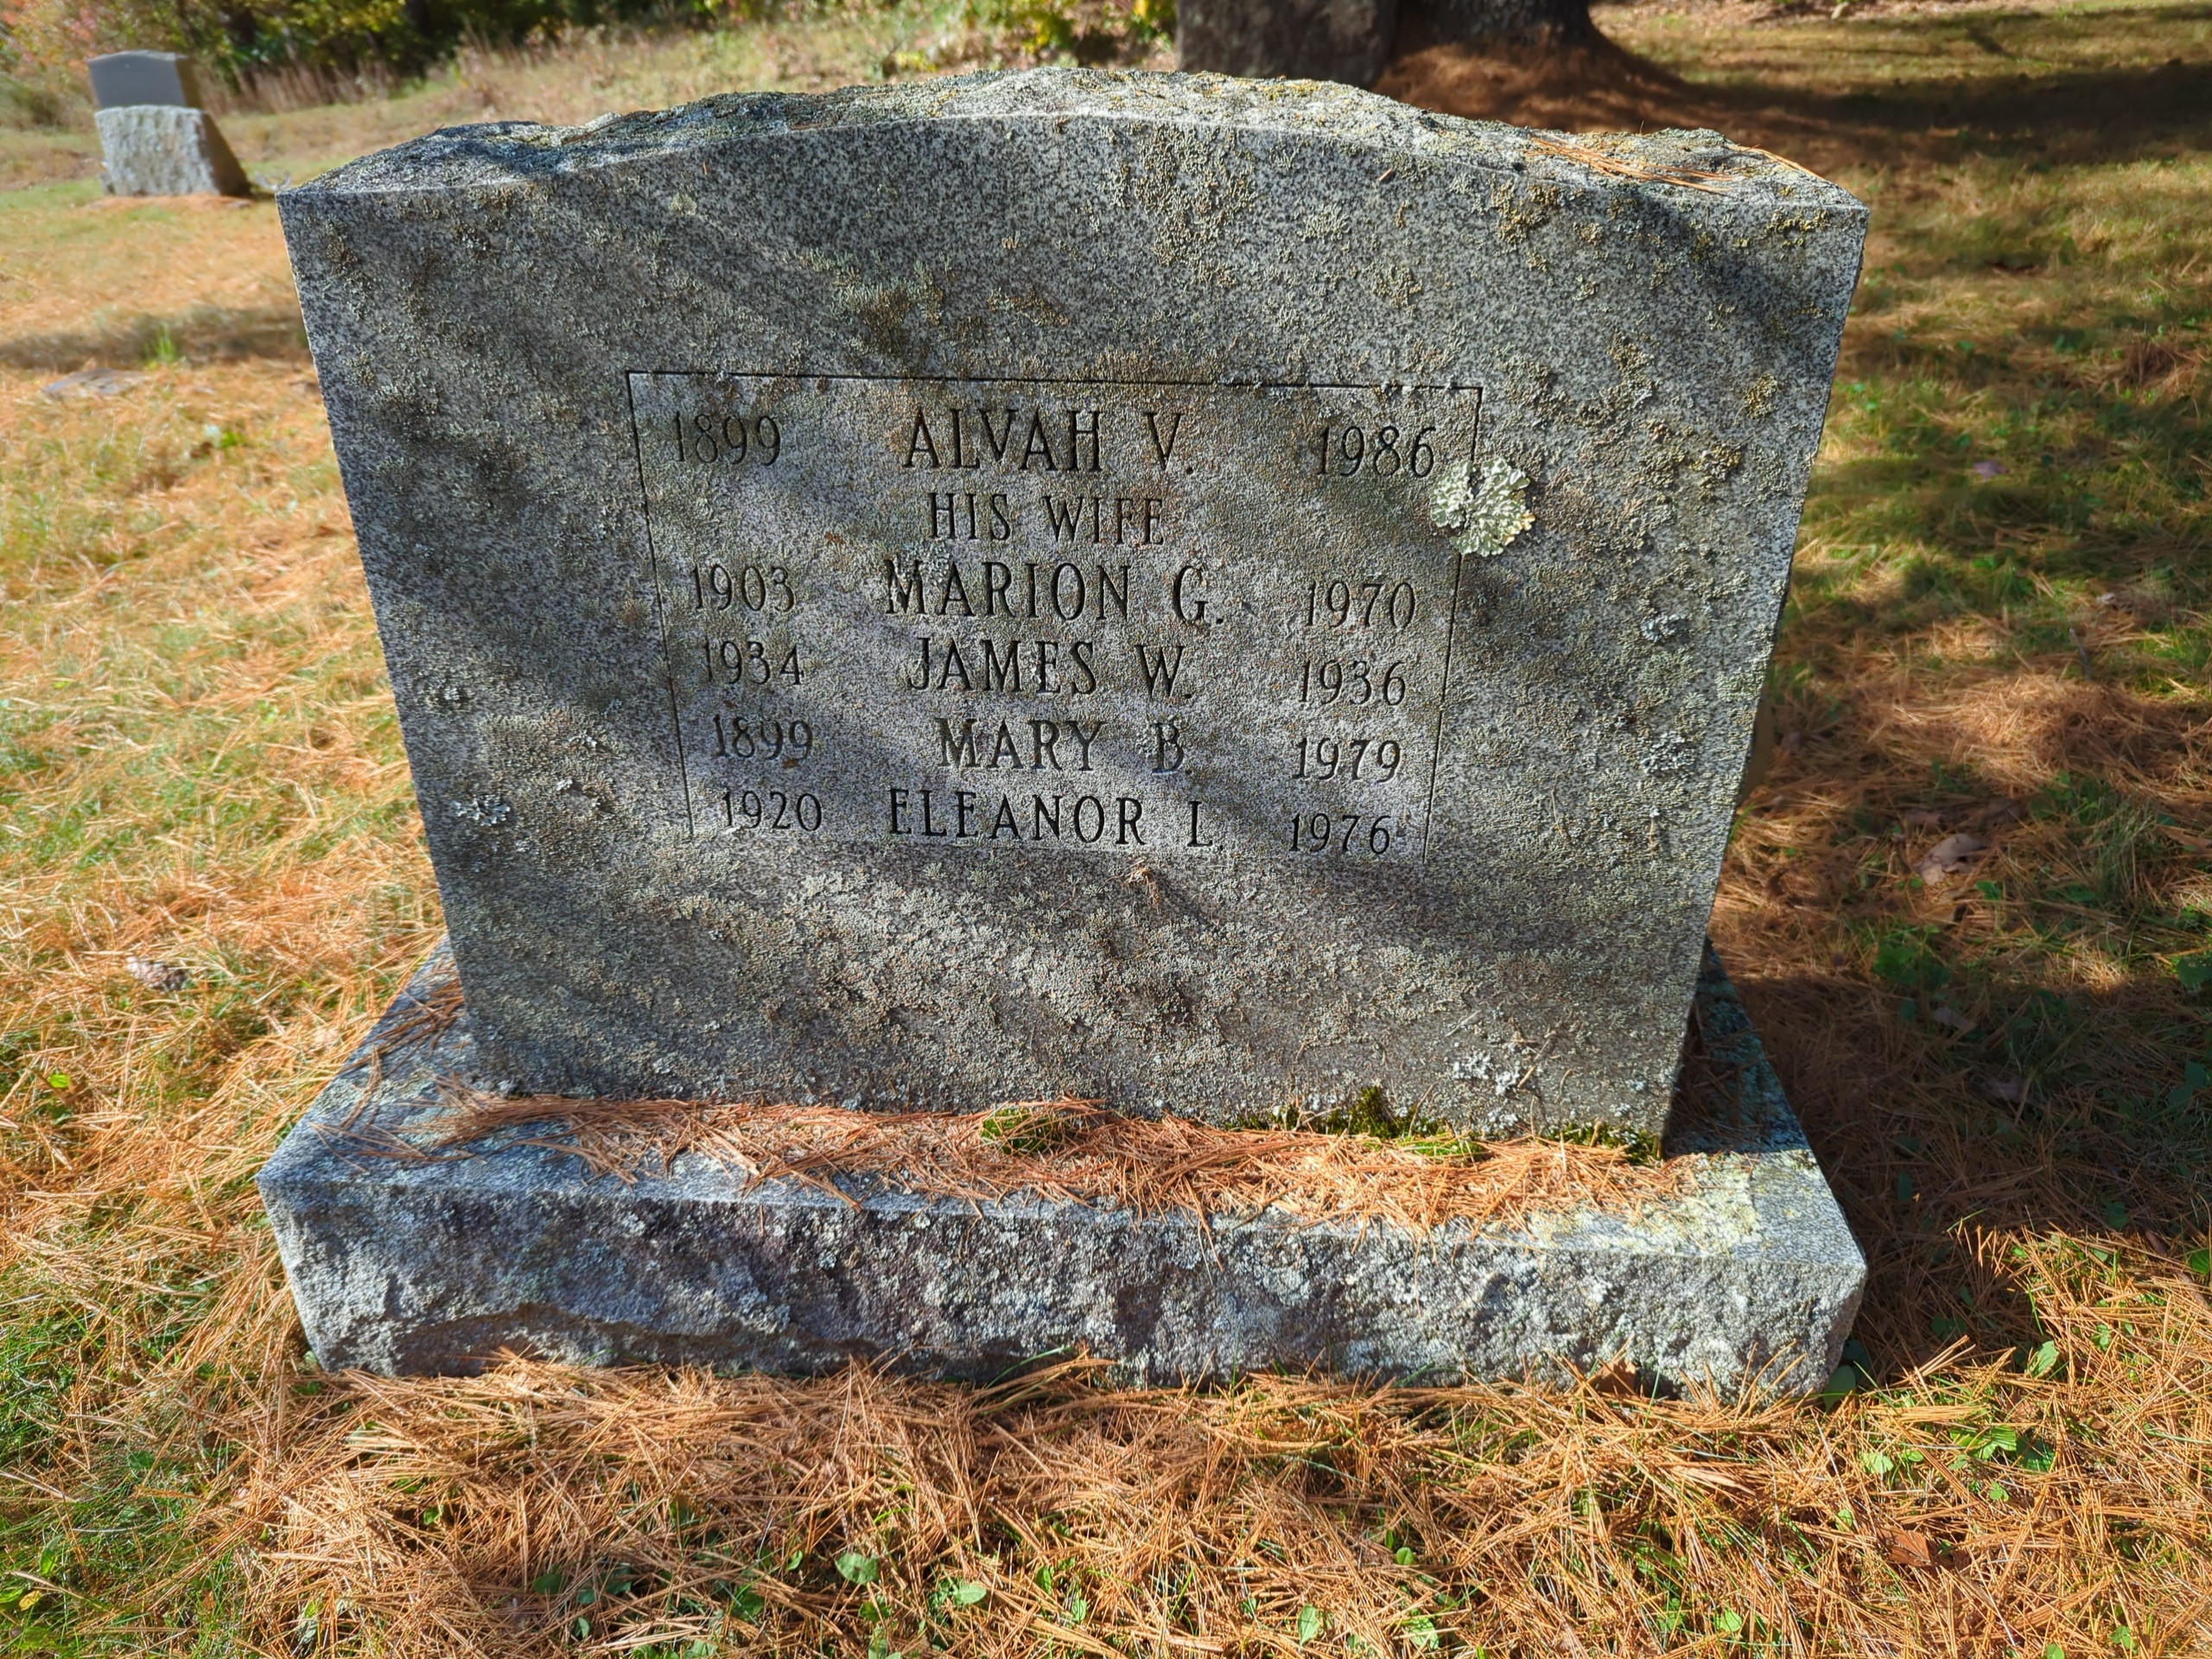 1899 ALVAH V. 1986
HIS WIFE
1903 MARION G. 1970
1934 JAMES W. 1936
1899 MARY B. 1979
1920 ELEANOR L. 1976